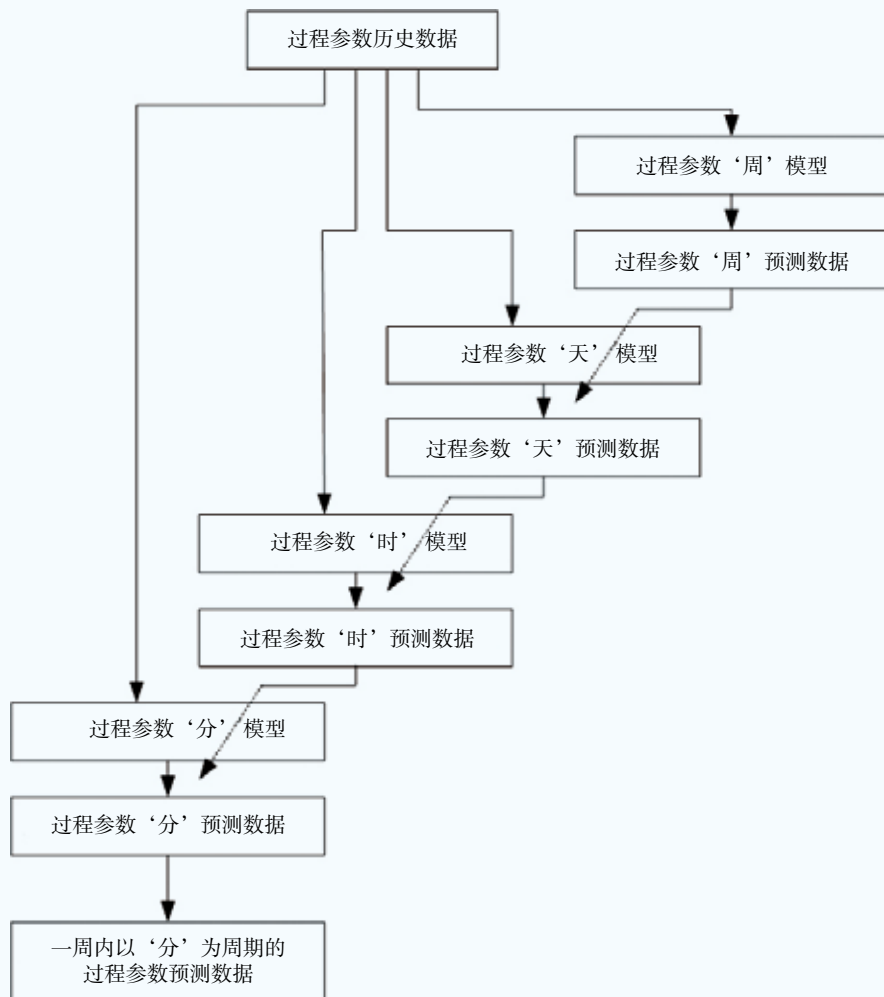 过程参数历史数据
过程参数‘周’模型
过程参数‘周’预测数据
过程参数‘天’模型
过程参数‘天’预测数据
过程参数‘时’模型
过程参数‘时’预测数据
过程参数‘分’模型
过程参数‘分’预测数据
一周内以‘分’为周期的
过程参数预测数据